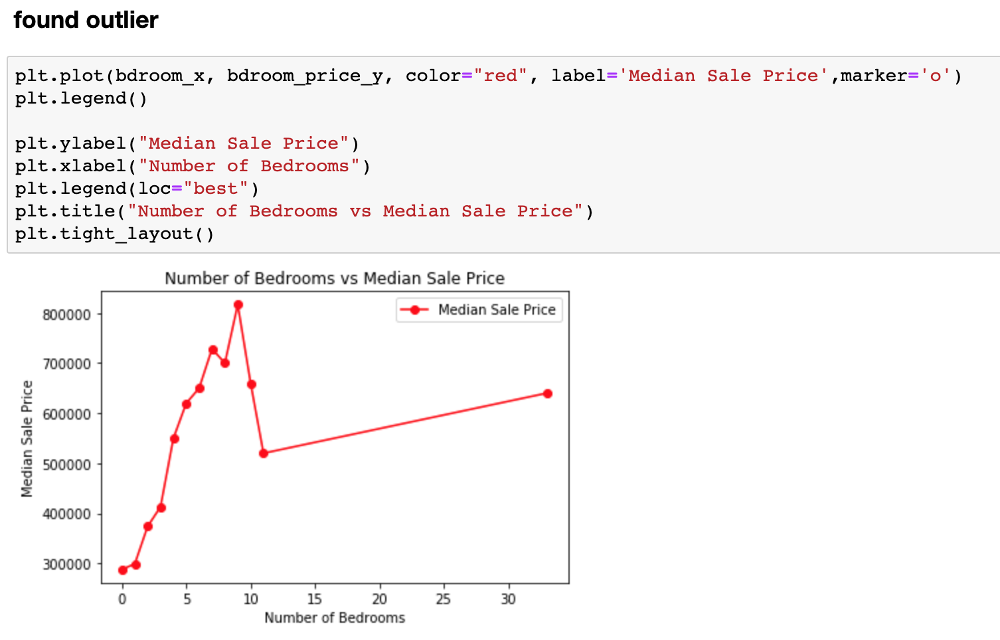 found outlier
plt.plot(bdroom_x, bdroom_price_y, color="red", label='Median Sale Price',marker='o')
plt.legend()
plt.ylabel("Median Sale Price")
plt.xlabel("Number of Bedrooms")
plt.legend(loc="best")
plt.title("Number of Bedrooms vs Median Sale Price")
plt.tight_layout()
Number of Bedrooms vs Median Sale Price
Median Sale Price
800000
700000
600000
500000
400000
300000
Median Sale Price
0 5 10 15 20 25 30
Number of Bedrooms